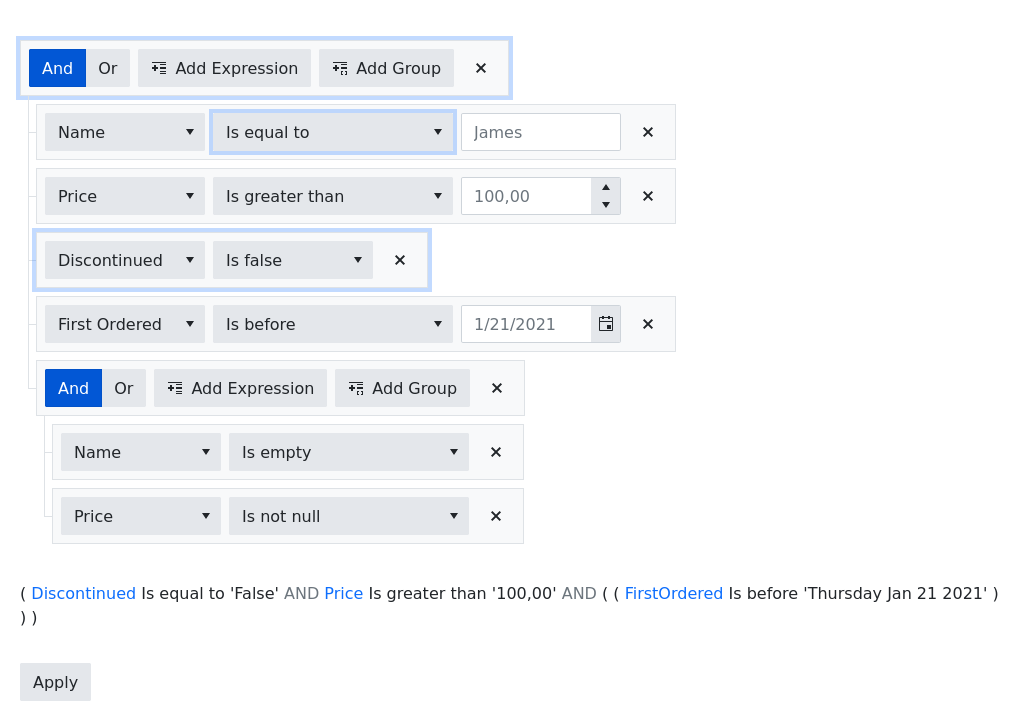 And Or Add Expression Add Group
Name Is equal to James
Price Is greater than 100,00
Discontinued Is false
First Ordered Is before 1/21/2021
And Or Add Expression Add Group
Name Is empty
Price Is not null
( Discontinued Is equal to 'False' AND Price Is greater than '100,00' AND ( ( FirstOrdered Is before 'Thursday Jan 21 2021' )
) )
Apply